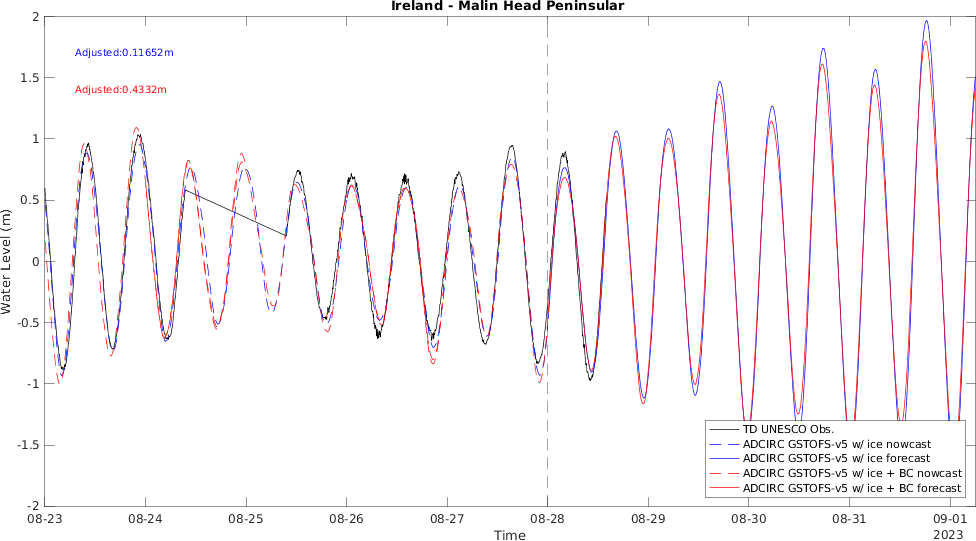 Ireland - Malin Head Peninsular
Adjusted:0.11652m
Adjusted:0.4332m
Water Level (m)
2
1.5
1
0.5
0
-0.5
-1
-1.5
-2
TD UNESCO Obs.
ADCIRC GSTOFS-v5 w/ ice nowcast
ADCIRC GSTOFS-v5 w/ ice forecast
ADCIRC GSTOFS-v5 w/ ice + BC nowcast
ADCIRC GSTOFS-v5 w/ ice + BC forecast
08-23 08-24 08-25 08-26 08-27 08-28 08-29 08-30 08-31 09-01
2023
Time